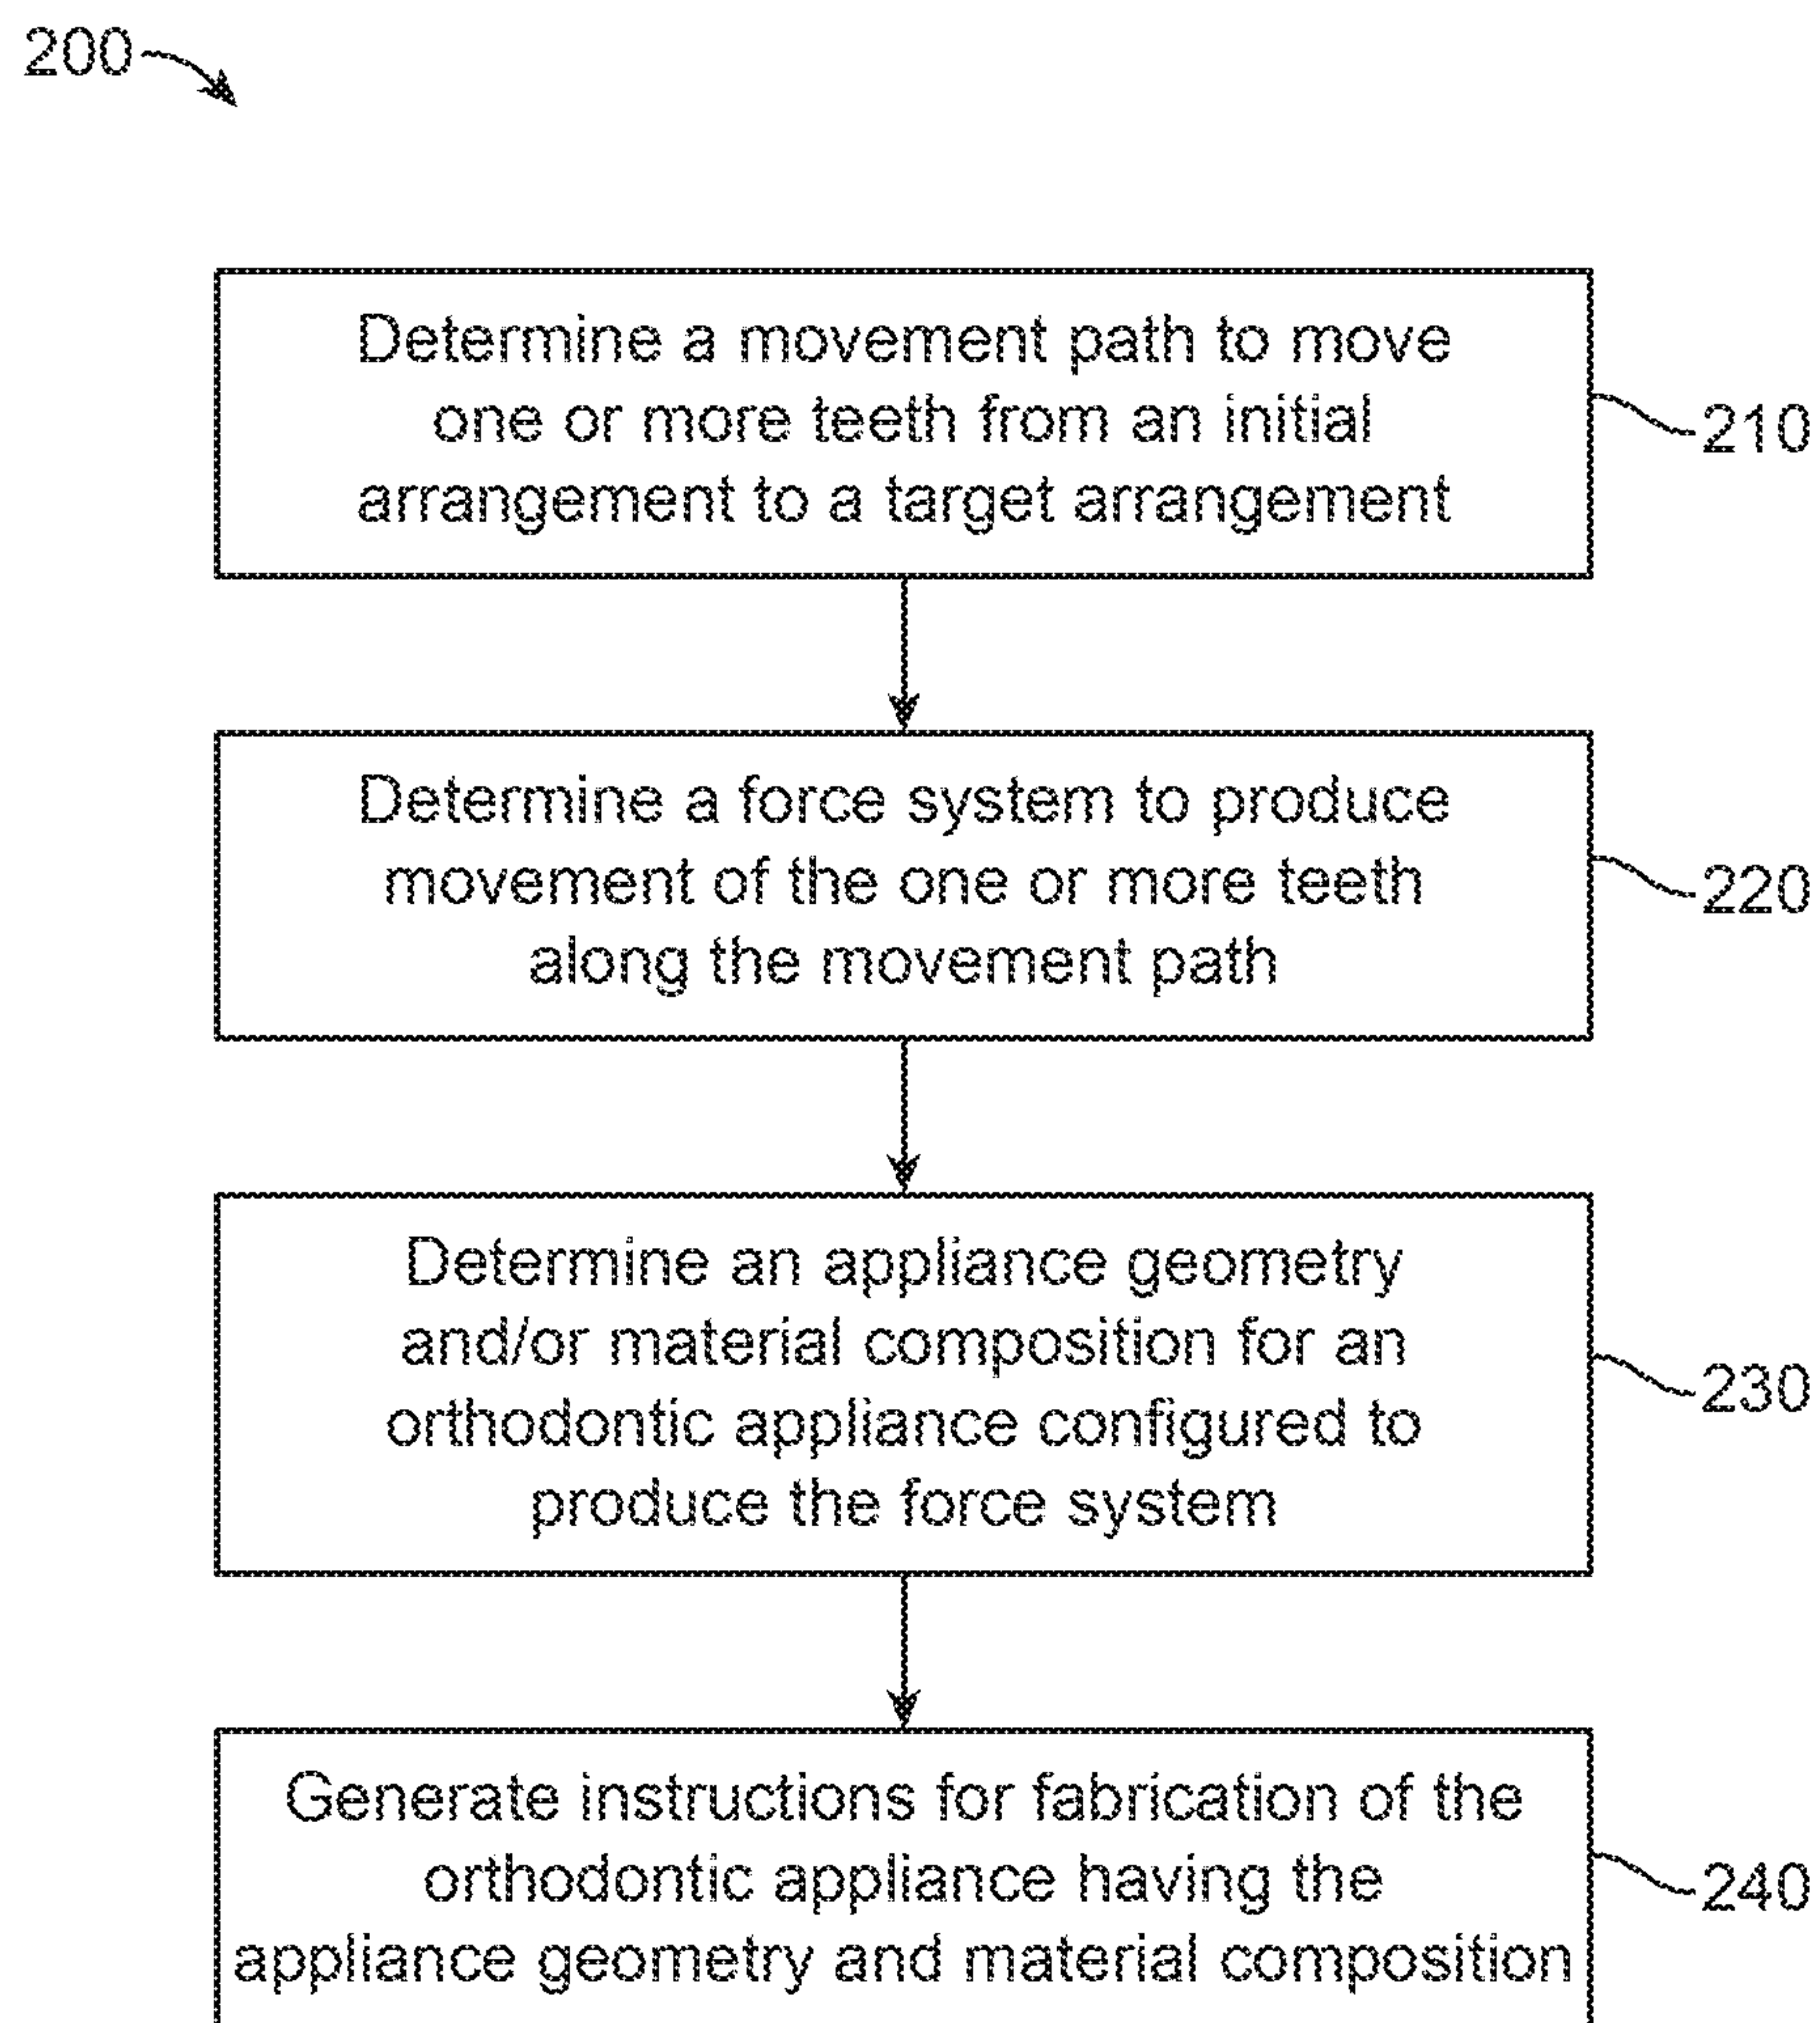 200
Determine a movement path to move
one or more teeth from an initial
arrangement to a target arrangement
210
Determine a force system to produce
movement of the one or more teeth
along the movement path
220
Determine an appliance geometry
and/or material composition for an
orthodontic appliance configured to
produce the force system
230
Generate instructions for fabrication of the
orthodontic appliance having the
appliance geometry and material composition
240